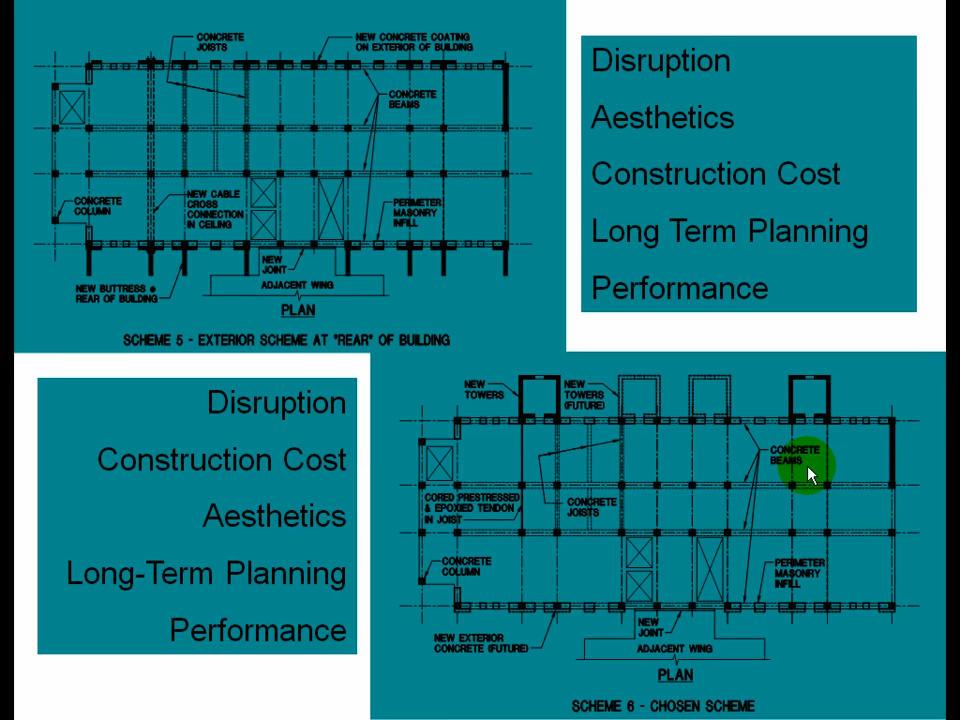 CONCRETE
JOISTS
NEW CONCRETE COATING
ON EXTERIOR OF BUILDING
CONCRETE
BEAMS
CONCRETE
COLUMN
NEW CABLE
CROSS
CONNECTION
IN CEILING
PERIMETER
MASONRY
INFILL
NEW
JOINT
ADJACENT WING
NEW BUTTRESS @
REAR OF BUILDING
PLAN
SCHEME 5 - EXTERIOR SCHEME AT "REAR" OF BUILDING
Disruption
Aesthetics
Construction Cost
Long Term Planning
Performance
Disruption
Construction Cost
Aesthetics
Long-Term Planning
Performance
NEW
TOWERS
NEW
TOWERS
(FUTURE)
CONCRETE
BEAMS
CORED PRESTRESSED
& EPOXIED TENDON
IN JOIST
CONCRETE
JOISTS
CONCRETE
COLUMN
PERIMETER
MASONRY
INFILL
NEW EXTERIOR
CONCRETE (FUTURE)
NEW
JOINT
ADJACENT WING
PLAN
SCHEME 6 - CHOSEN SCHEME